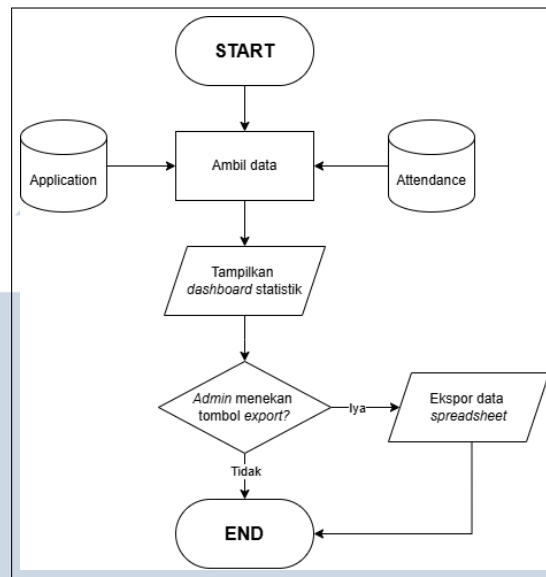 START
Application
Ambil data
Attendance
Tampilkan
dashboard statistik
Admin menekan
tombol export?
Iya
Ekspor data
spreadsheet
Tidak
END